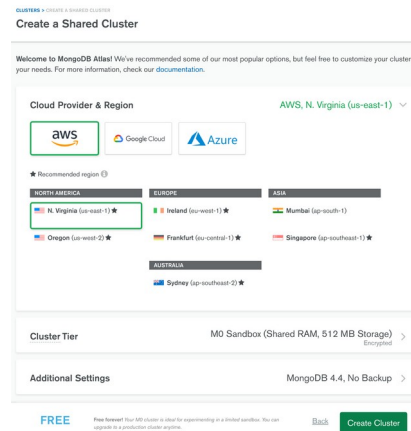 CLUSTERS > CREATE A SHARED CLUSTER
Create a Shared Cluster
Welcome to MongoDB Atlas! We've recommended some of our most popular options, but feel free to customize your cluster
your needs. For more information, check our documentation.
Cloud Provider & Region
AWS, N. Virginia (us-east-1)
aws
Google Cloud
Azure
★ Recommended region
NORTH AMERICA
N. Virginia (us-east-1) ★
Oregon (us-west-2) ★
EUROPE
Ireland (eu-west-1) ★
Frankfurt (eu-central-1) ★
AUSTRALIA
Sydney (ap-southeast-2) ★
ASIA
Mumbai (ap-south-1)
Singapore (ap-southeast-1) ★
Cluster Tier
M0 Sandbox (Shared RAM, 512 MB Storage)
Encrypted
Additional Settings
MongoDB 4.4, No Backup
FREE
Free forever! Your M0 cluster is ideal for experimenting in a limited sandbox. You can
upgrade to a production cluster anytime.
Back
Create Cluster